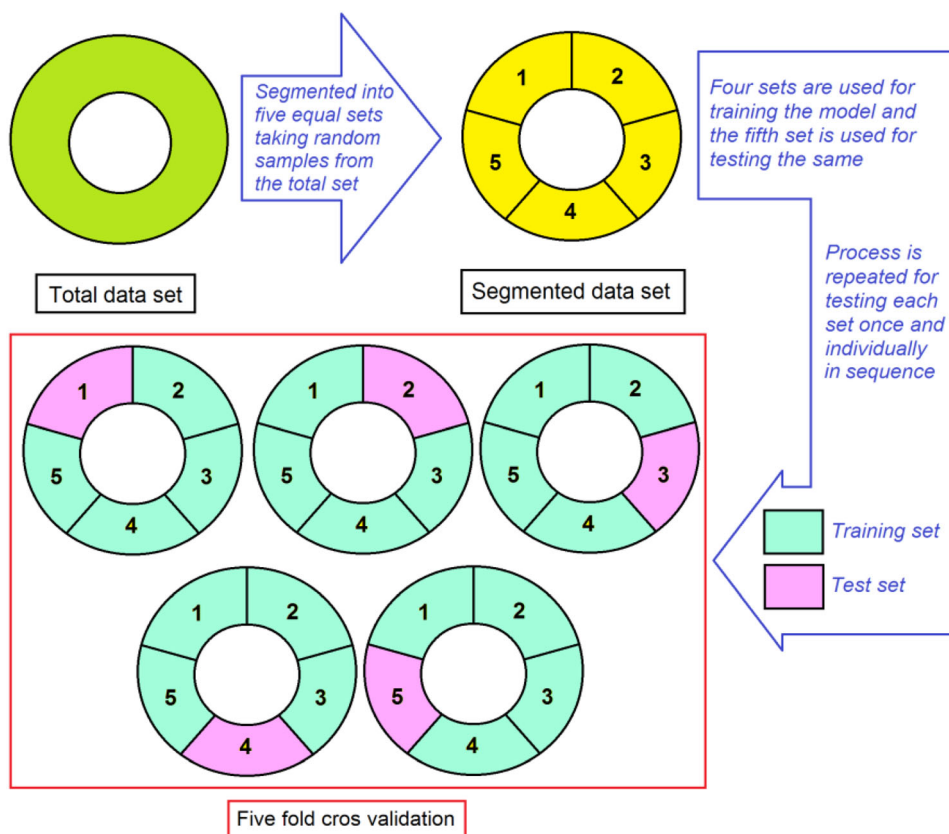 Segmented into
five equal sets
taking random
samples from
the total set
1
2
3
4
5
Four sets are used for
training the model and
the fifth set is used for
testing the same
Total data set
Segmented data set
Process is
repeated for
testing each
set once and
individually
in sequence
1
2
3
4
5
1
2
3
4
5
1
2
3
4
5
Training set
Test set
1
2
3
4
5
1
2
3
4
5
Five fold cros validation